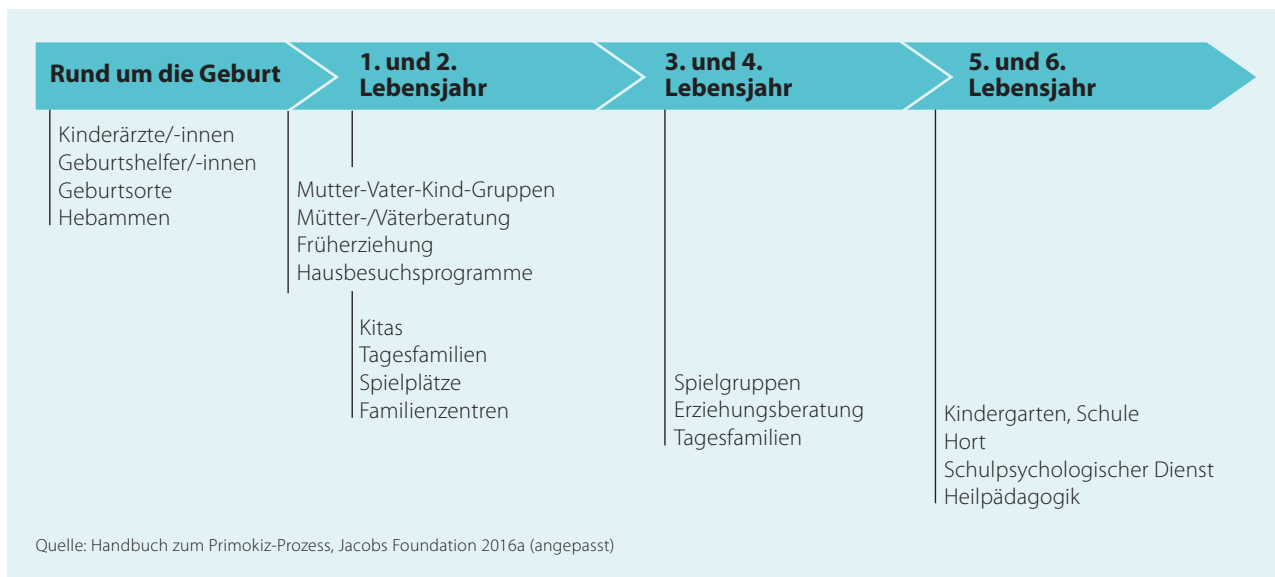 Rund um die Geburt
1. und 2.
Lebensjahr
3. und 4.
Lebensjahr
5. und 6.
Lebensjahr
Kinderärzte/-innen
Geburtshelfer/-innen
Geburtsorte
Hebammen
Mutter-Vater-Kind-Gruppen
Mütter-/Väterberatung
Früherziehung
Hausbesuchsprogramme
Kitas
Tagesfamilien
Spielplätze
Familienzentren
Spielgruppen
Erziehungsberatung
Tagesfamilien
Kindergarten, Schule
Hort
Schulpsychologischer Dienst
Heilpädagogik
Quelle: Handbuch zum Primokiz-Prozess, Jacobs Foundation 2016a (angepasst)